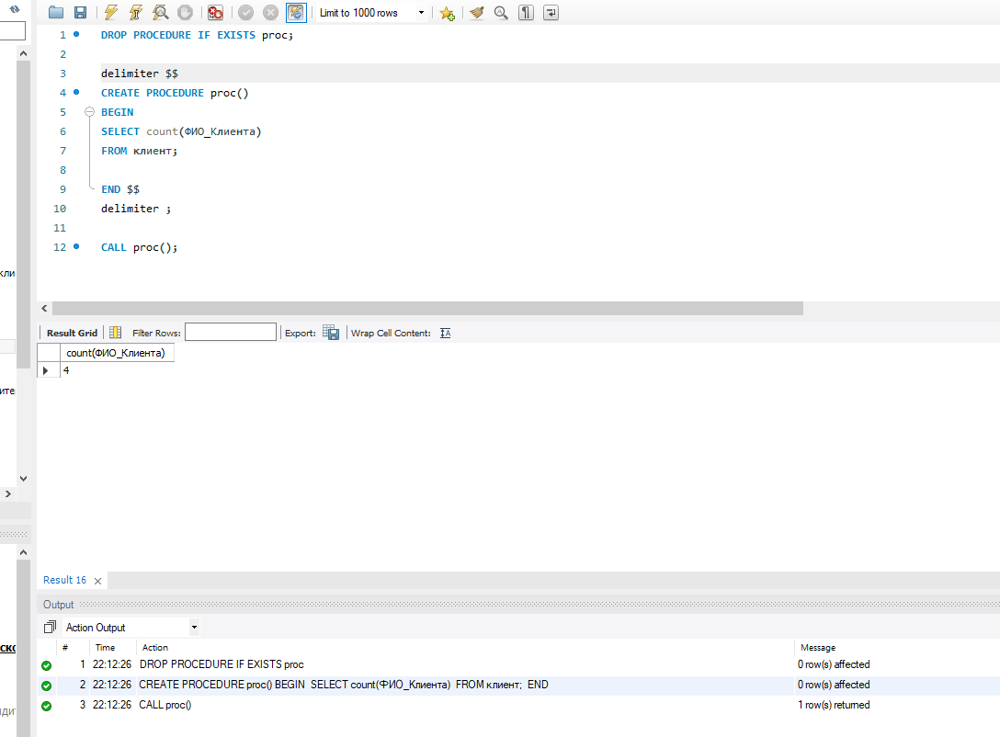 Limit to 1000 rows
1 DROP PROCEDURE IF EXISTS proc;
2
3 delimiter $$
4 CREATE PROCEDURE proc()
5 BEGIN
6 SELECT count(ФИО_Клиента)
7 FROM клиент;
8
9 END $$
10 delimiter ;
11
12 CALL proc();
кли
Result Grid Filter Rows: Export: Wrap Cell Content:
count(ФИО_Клиента)
4
ите
Result 16
Output
Action Output
# Time Action Message
ско
1 22:12:26 DROP PROCEDURE IF EXISTS proc 0 row(s) affected
2 22:12:26 CREATE PROCEDURE proc() BEGIN SELECT count(ФИО_Клиента) FROM клиент; END 0 row(s) affected
3 22:12:26 CALL proc() 1 row(s) returned